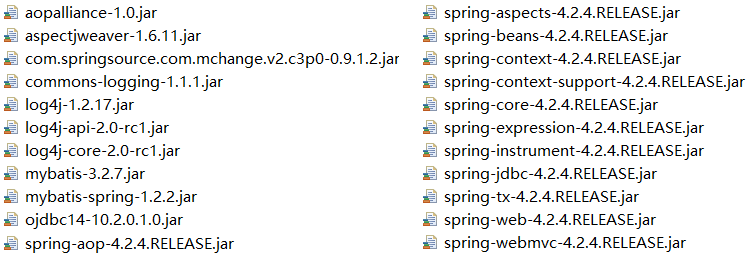 aopalliance-1.0.jar
aspectjweaver-1.6.11.jar
com.springsource.com.mchange.v2.c3p0-0.9.1.2.jar
commons-logging-1.1.1.jar
log4j-1.2.17.jar
log4j-api-2.0-rc1.jar
log4j-core-2.0-rc1.jar
mybatis-3.2.7.jar
mybatis-spring-1.2.2.jar
ojdbc14-10.2.0.1.0.jar
spring-aop-4.2.4.RELEASE.jar
spring-aspects-4.2.4.RELEASE.jar
spring-beans-4.2.4.RELEASE.jar
spring-context-4.2.4.RELEASE.jar
spring-context-support-4.2.4.RELEASE.jar
spring-core-4.2.4.RELEASE.jar
spring-expression-4.2.4.RELEASE.jar
spring-instrument-4.2.4.RELEASE.jar
spring-jdbc-4.2.4.RELEASE.jar
spring-tx-4.2.4.RELEASE.jar
spring-web-4.2.4.RELEASE.jar
spring-webmvc-4.2.4.RELEASE.jar